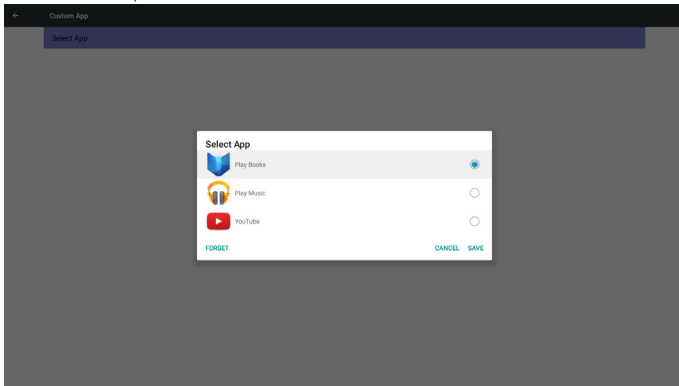 Custom App
Select App
Select App
Play Books
Play Music
YouTube
FORGET CANCEL SAVE